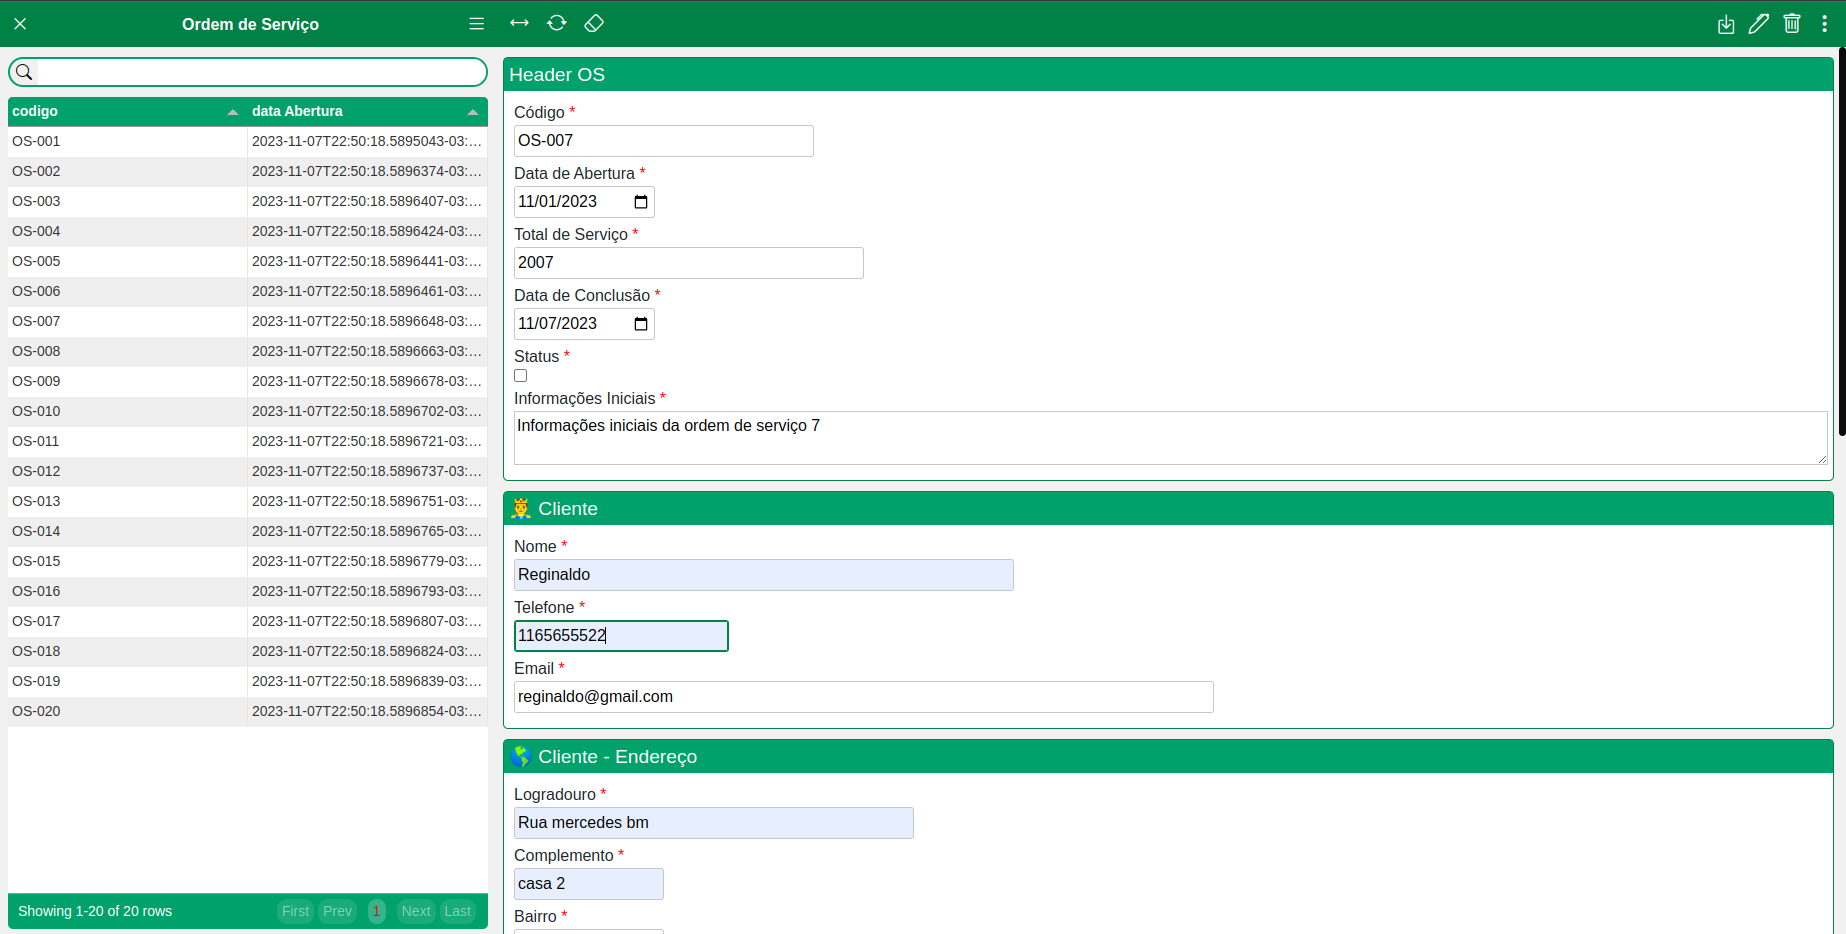 Ordem de Serviço
codigo data Abertura
OS-001 2023-11-07T22:50:18.5895043-03:...
OS-002 2023-11-07T22:50:18.5896374-03:...
OS-003 2023-11-07T22:50:18.5896407-03:...
OS-004 2023-11-07T22:50:18.5896424-03:...
OS-005 2023-11-07T22:50:18.5896441-03:...
OS-006 2023-11-07T22:50:18.5896461-03:...
OS-007 2023-11-07T22:50:18.5896648-03:...
OS-008 2023-11-07T22:50:18.5896663-03:...
OS-009 2023-11-07T22:50:18.5896678-03:...
OS-010 2023-11-07T22:50:18.5896702-03:...
OS-011 2023-11-07T22:50:18.5896721-03:...
OS-012 2023-11-07T22:50:18.5896737-03:...
OS-013 2023-11-07T22:50:18.5896751-03:...
OS-014 2023-11-07T22:50:18.5896765-03:...
OS-015 2023-11-07T22:50:18.5896779-03:...
OS-016 2023-11-07T22:50:18.5896793-03:...
OS-017 2023-11-07T22:50:18.5896807-03:...
OS-018 2023-11-07T22:50:18.5896824-03:...
OS-019 2023-11-07T22:50:18.5896839-03:...
OS-020 2023-11-07T22:50:18.5896854-03:...
Showing 1-20 of 20 rows First Prev 1 Next Last
Header OS
Código *
OS-007
Data de Abertura *
11/01/2023
Total de Serviço *
2007
Data de Conclusão *
11/07/2023
Status *
Informações Iniciais *
Informações iniciais da ordem de serviço 7
Cliente
Nome *
Reginaldo
Telefone *
1165655522
Email *
reginaldo@gmail.com
Cliente - Endereço
Logradouro *
Rua mercedes bm
Complemento *
casa 2
Bairro *